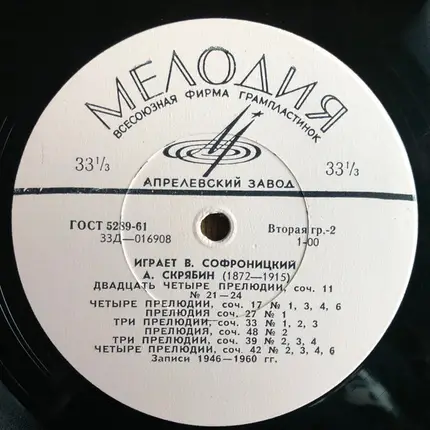 МЕЛОДИЯ
ВСЕСОЮЗНАЯ ФИРМА ГРАМПЛАСТИНОК
33⅓ 33⅓
АПРЕЛЕВСКИЙ ЗАВОД
ГОСТ 5289-61 Вторая гр.-2
33Д—016908 1-00
ИГРАЕТ В. СОФРОНИЦКИЙ
А. СКРЯБИН (1872—1915)
ДВАДЦАТЬ ЧЕТЫРЕ ПРЕЛЮДИИ, соч. 11
№ 21—24
ЧЕТЫРЕ ПРЕЛЮДИИ, соч. 17 № 1, 3, 4, 6
ПРЕЛЮДИЯ соч. 27 № 1
ТРИ ПРЕЛЮДИИ, соч. 33 № 1, 2, 3
ПРЕЛЮДИЯ, соч. 48 № 2
ТРИ ПРЕЛЮДИИ, соч. 39 № 2, 3, 4
ЧЕТЫРЕ ПРЕЛЮДИИ, соч. 42 № 2, 3, 4, 6
Записи 1946—1960 гг.